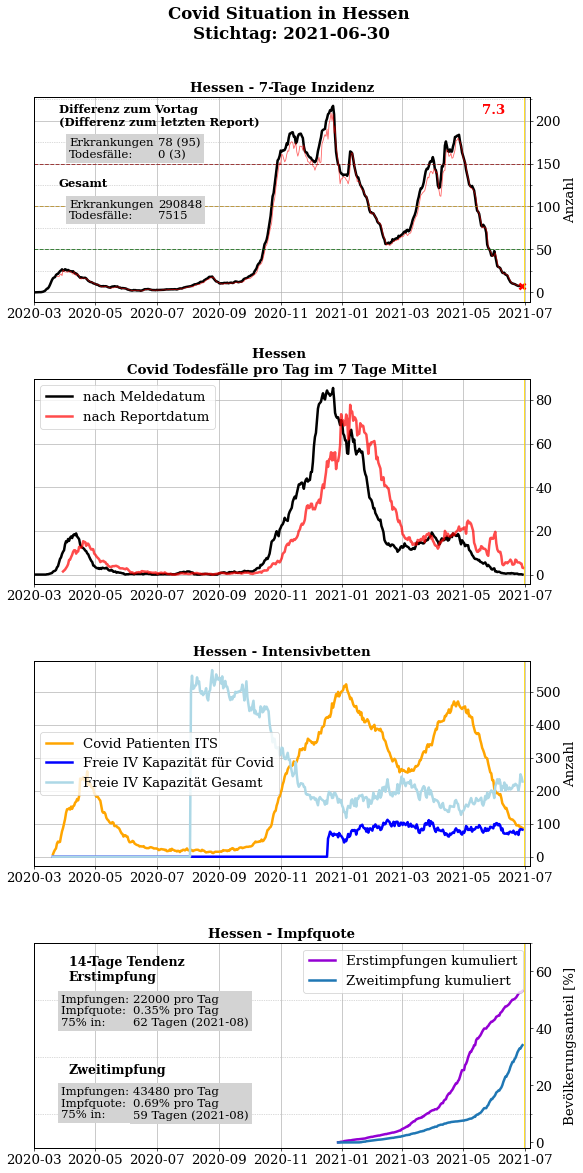 Covid Situation in Hessen
Stichtag: 2021-06-30
Hessen - 7-Tage Inzidenz
Differenz zum Vortag
(Differenz zum letzten Report)
Erkrankungen 78 (95)
Todesfälle: 0 (3)
Gesamt
Erkrankungen 290848
Todesfälle: 7515
7.3
200
150
100
50
0
Anzahl
2020-03 2020-05 2020-07 2020-09 2020-11 2021-01 2021-03 2021-05 2021-07
Hessen
Covid Todesfälle pro Tag im 7 Tage Mittel
nach Meldedatum
nach Reportdatum
80
60
40
20
0
2020-03 2020-05 2020-07 2020-09 2020-11 2021-01 2021-03 2021-05 2021-07
Hessen - Intensivbetten
Covid Patienten ITS
Freie IV Kapazität für Covid
Freie IV Kapazität Gesamt
500
400
300
200
100
0
Anzahl
2020-03 2020-05 2020-07 2020-09 2020-11 2021-01 2021-03 2021-05 2021-07
Hessen - Impfquote
14-Tage Tendenz
Erstimpfung
Impfungen: 22000 pro Tag
Impfquote: 0.35% pro Tag
75% in: 62 Tagen (2021-08)
Zweitimpfung
Impfungen: 43480 pro Tag
Impfquote: 0.69% pro Tag
75% in: 59 Tagen (2021-08)
Erstimpfungen kumuliert
Zweitimpfung kumuliert
60
40
20
0
Bevölkerungsanteil [%]
2020-03 2020-05 2020-07 2020-09 2020-11 2021-01 2021-03 2021-05 2021-07